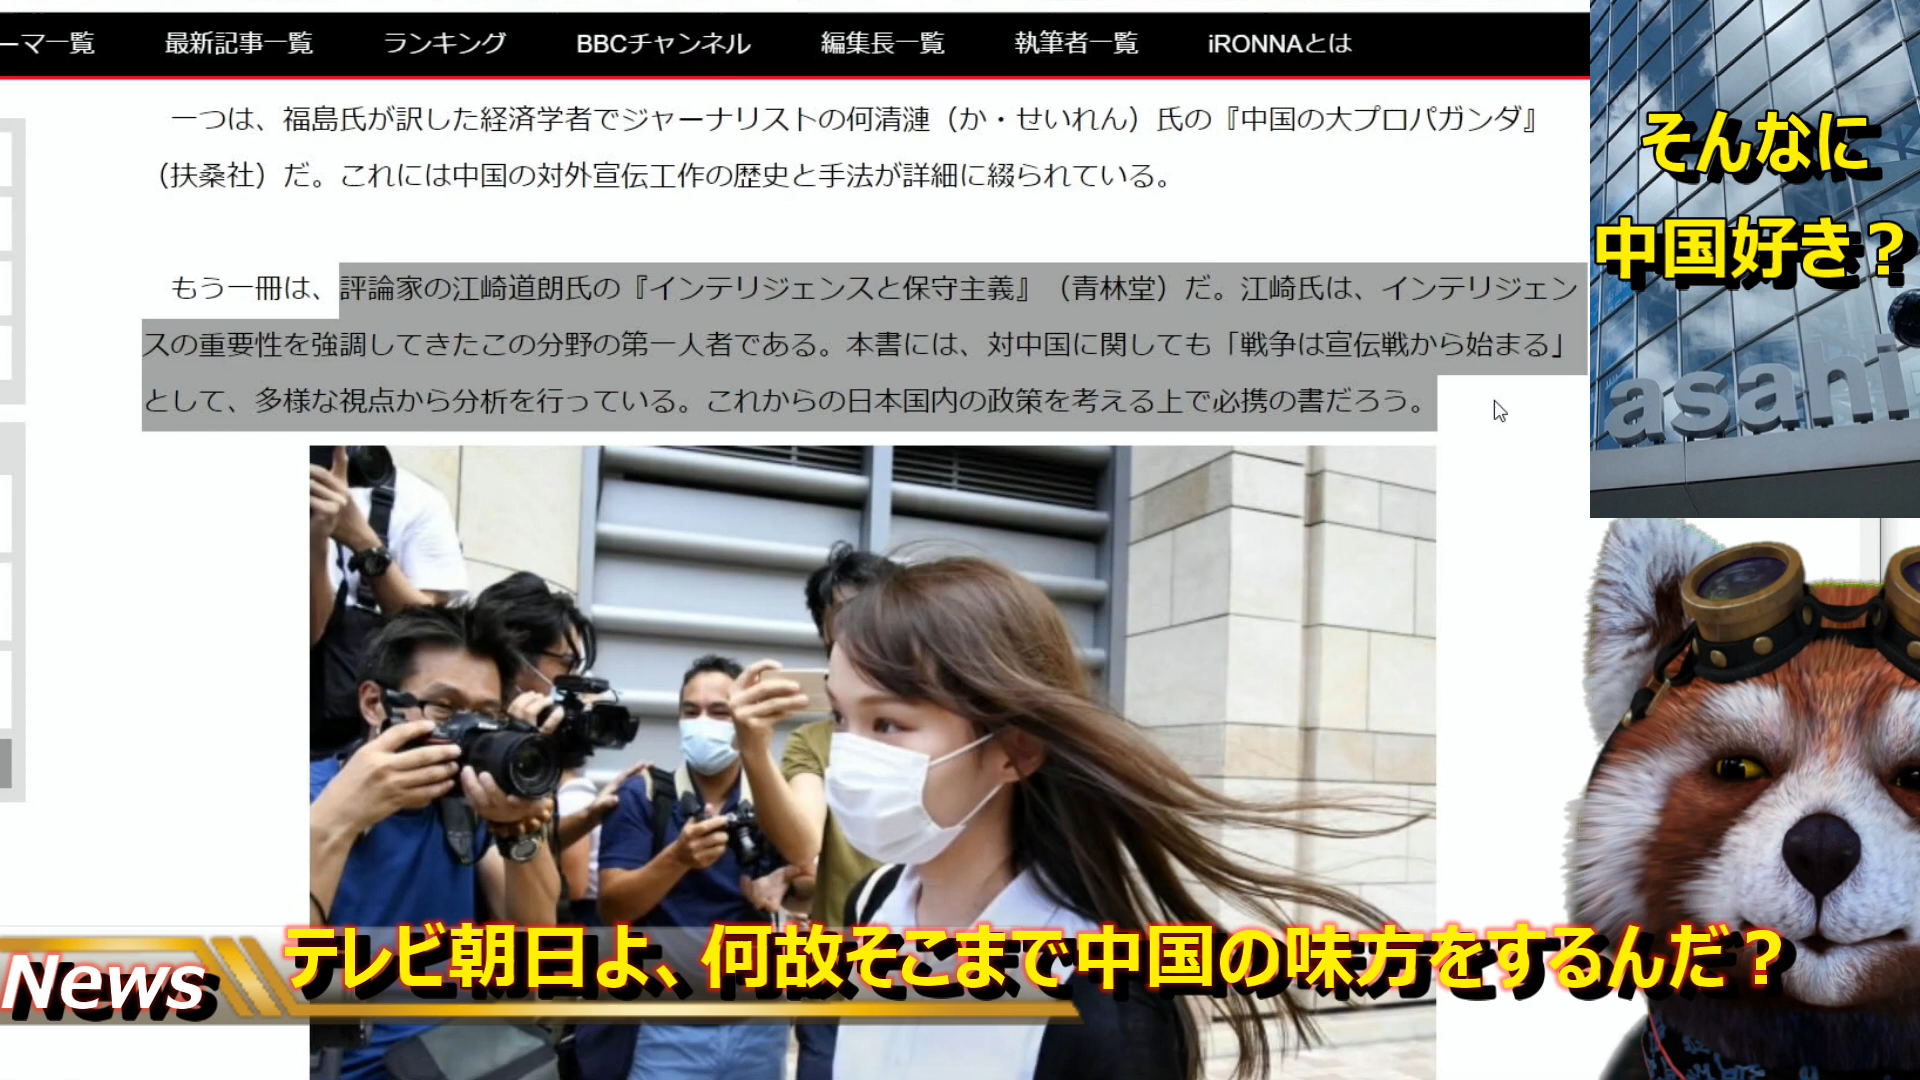 ーマ一覧 最新記事一覧 ランキング BBCチャンネル 編集長一覧 執筆者一覧 iRONNAとは
一つは、福島氏が訳した経済学者でジャーナリストの何清漣（か・せいれん）氏の『中国の大プロパガンダ』
（扶桑社）だ。これには中国の対外宣伝工作の歴史と手法が詳細に綴られている。
もう一冊は、評論家の江崎道朗氏の『インテリジェンスと保守主義』（青林堂）だ。江崎氏は、インテリジェン
スの重要性を強調してきたこの分野の第一人者である。本書には、対中国に関しても「戦争は宣伝戦から始まる」
として、多様な視点から分析を行っている。これからの日本国内の政策を考える上で必携の書だろう。
そんなに
中国好き？
asahi
News
テレビ朝日よ、何故そこまで中国の味方をするんだ？